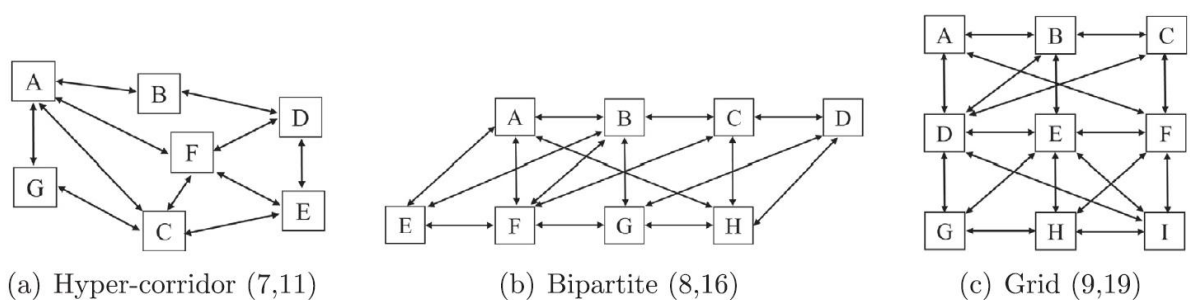 A
B
D
F
G
C
E
A B C D
E F G H
A B C
D E F
G H I
(a) Hyper-corridor (7,11)
(b) Bipartite (8,16)
(c) Grid (9,19)